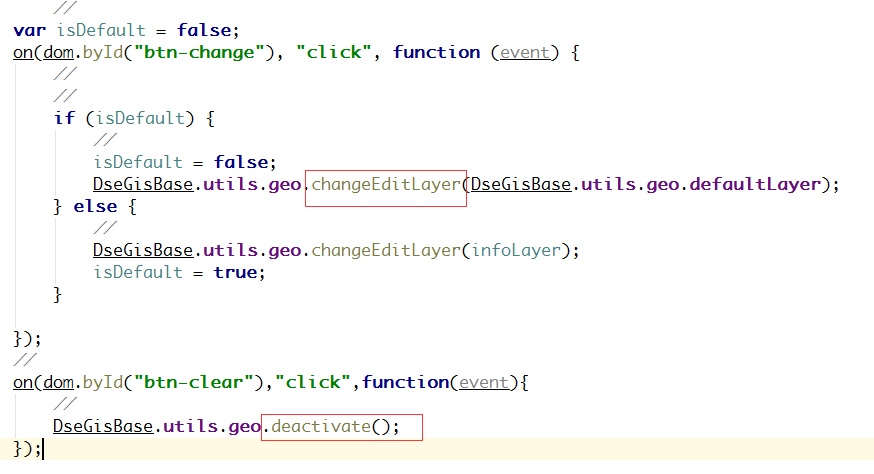 //
var isDefault = false;
on(dom.byId("btn-change"), "click", function (event) {
    //
    //
    if (isDefault) {
        //
        isDefault = false;
        DseGisBase.utils.geo.changeEditLayer(DseGisBase.utils.geo.defaultLayer);
    } else {
        //
        DseGisBase.utils.geo.changeEditLayer(infoLayer);
        isDefault = true;
    }
});
//
on(dom.byId("btn-clear"),"click",function(event){
    //
    DseGisBase.utils.geo.deactivate();
});